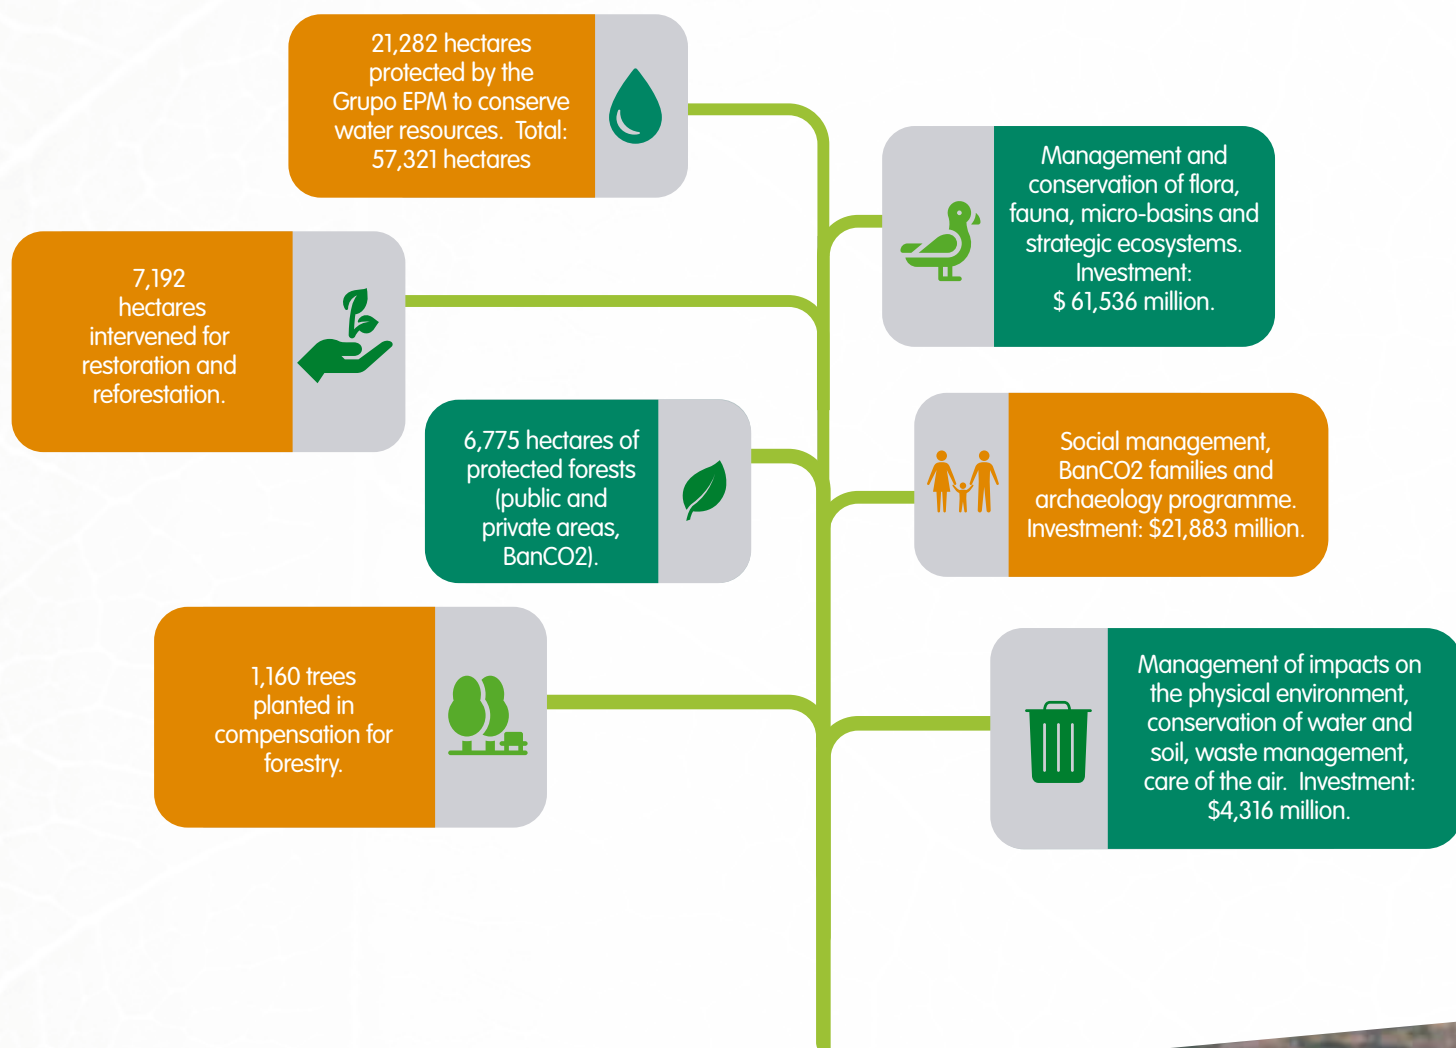 21,282 hectares
protected by the
Grupo EPM to conserve
water resources. Total:
57,321 hectares
Management and
conservation of flora,
fauna, micro-basins and
strategic ecosystems.
Investment:
$ 61,536 million.
7,192
hectares
intervened for
restoration and
reforestation.
6,775 hectares of
protected forests
(public and
private areas,
BanCO2).
Social management,
BanCO2 families and
archaeology programme.
Investment: $21,883 million.
1,160 trees
planted in
compensation for
forestry.
Management of impacts on
the physical environment,
conservation of water and
soil, waste management,
care of the air. Investment:
$4,316 million.